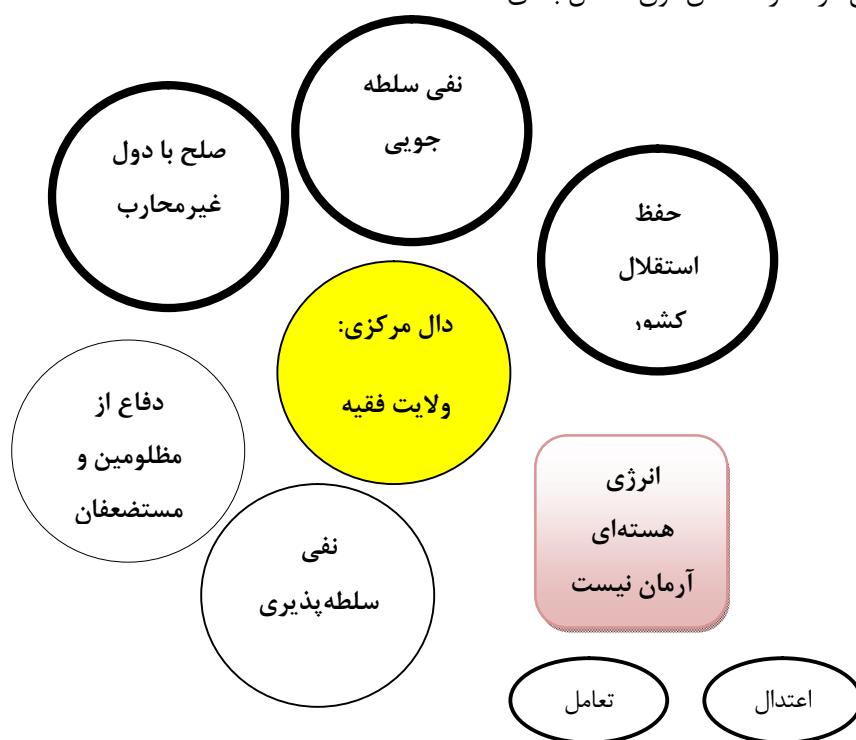 نفی سلطه
جویی
صلح با دول
غیرمحارب
حفظ
استقلال
کشور
دال مرکزی:
ولایت فقیه
دفاع از
مظلومین و
مستضعفان
انرژی
هسته‌ای
آرمان نیست
نفی
سلطه‌پذیری
اعتدال
تعامل